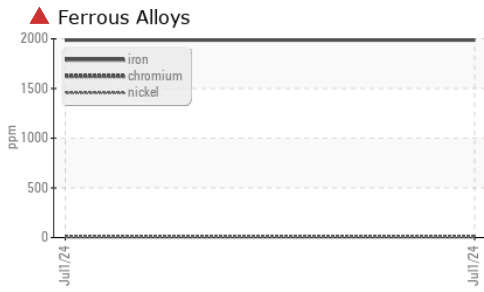 Ferrous Alloys
2000
iron
chromium
nickel
1500
ppm
1000
500
0
Jul1/24
Jul1/24